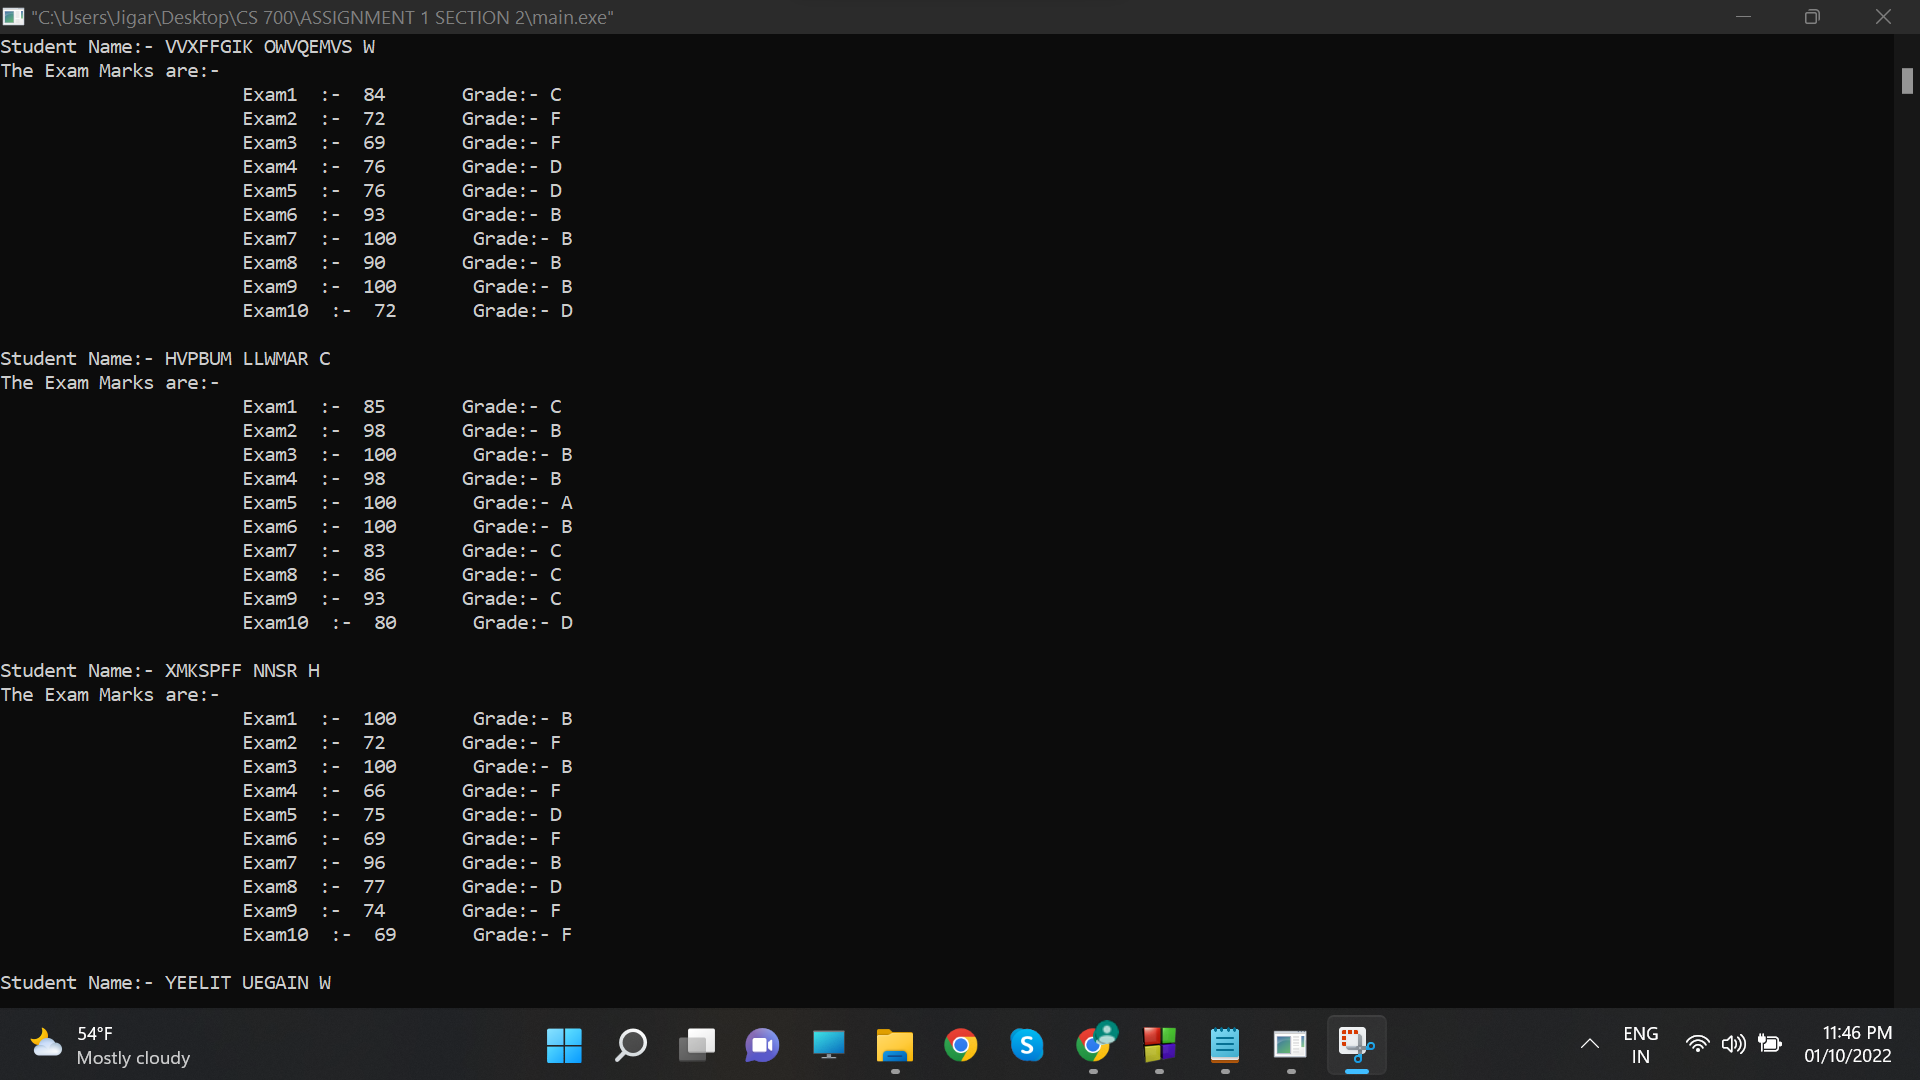 "C:\Users\Jigar\Desktop\CS 700\ASSIGNMENT 1 SECTION 2\main.exe"
Student Name:- VVXFFGIK OWVQEMVS W
The Exam Marks are:-
Exam1 :- 84 Grade:- C
Exam2 :- 72 Grade:- F
Exam3 :- 69 Grade:- F
Exam4 :- 76 Grade:- D
Exam5 :- 76 Grade:- D
Exam6 :- 93 Grade:- B
Exam7 :- 100 Grade:- B
Exam8 :- 90 Grade:- B
Exam9 :- 100 Grade:- B
Exam10 :- 72 Grade:- D
Student Name:- HVPBUM LLWMAR C
The Exam Marks are:-
Exam1 :- 85 Grade:- C
Exam2 :- 98 Grade:- B
Exam3 :- 100 Grade:- B
Exam4 :- 98 Grade:- B
Exam5 :- 100 Grade:- A
Exam6 :- 100 Grade:- B
Exam7 :- 83 Grade:- C
Exam8 :- 86 Grade:- C
Exam9 :- 93 Grade:- C
Exam10 :- 80 Grade:- D
Student Name:- XMKSPFF NNSR H
The Exam Marks are:-
Exam1 :- 100 Grade:- B
Exam2 :- 72 Grade:- F
Exam3 :- 100 Grade:- B
Exam4 :- 66 Grade:- F
Exam5 :- 75 Grade:- D
Exam6 :- 69 Grade:- F
Exam7 :- 96 Grade:- B
Exam8 :- 77 Grade:- D
Exam9 :- 74 Grade:- F
Exam10 :- 69 Grade:- F
Student Name:- YEELIT UEGAIN W
54°F
Mostly cloudy
S
ENG
IN
11:46 PM
01/10/2022